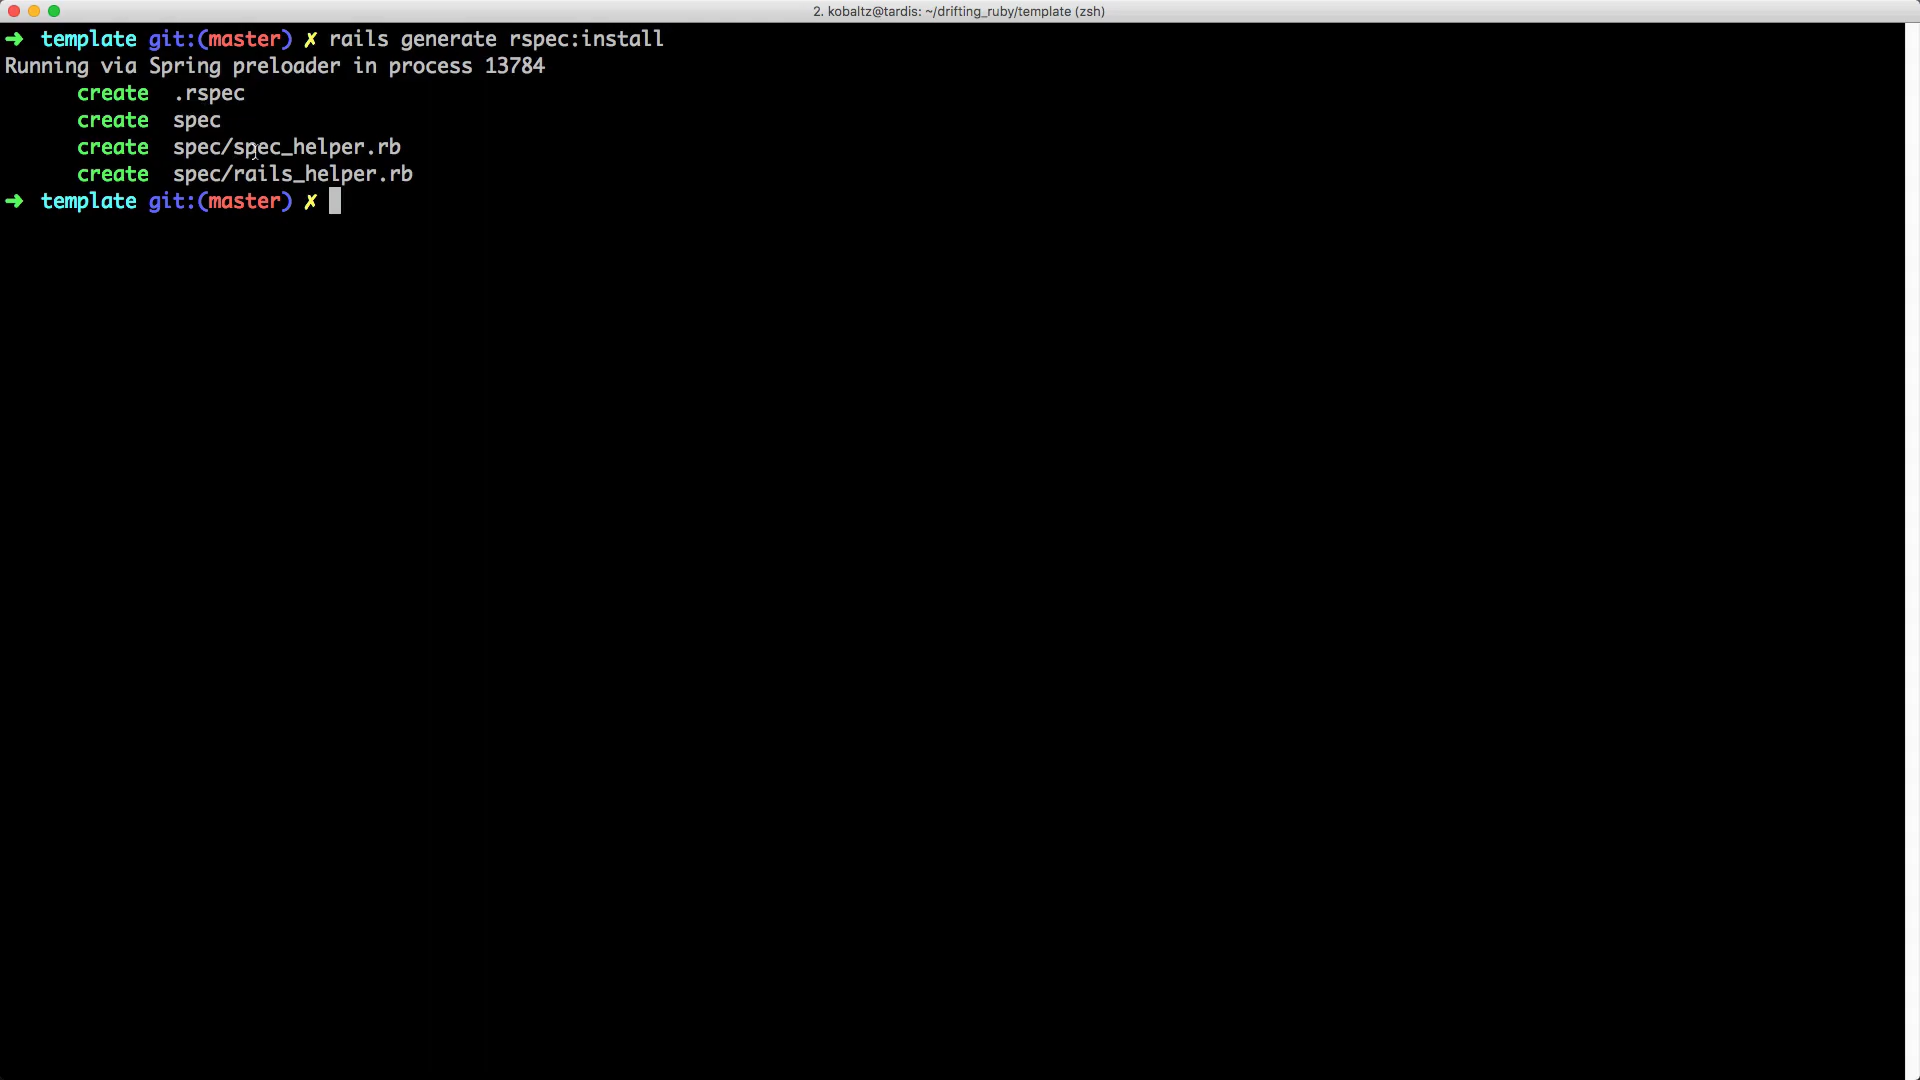 2. kobaltz@tardis: ~/drifting_ruby/template (zsh)
➜ template git:(master) ✗ rails generate rspec:install
Running via Spring preloader in process 13784
create .rspec
create spec
create spec/spec_helper.rb
create spec/rails_helper.rb
➜ template git:(master) ✗